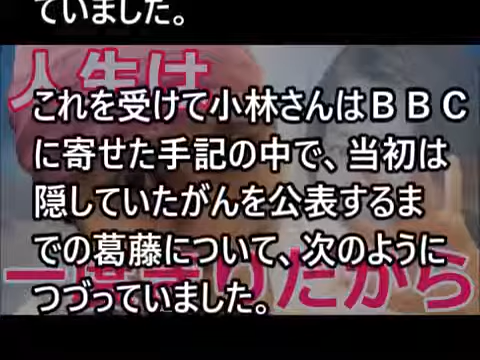 ていました。
人生は
これを受けて小林さんはＢＢＣ
に寄せた手記の中で、当初は
隠していたがんを公表するま
での葛藤について、次のように
一度きりだから
つづっていました。